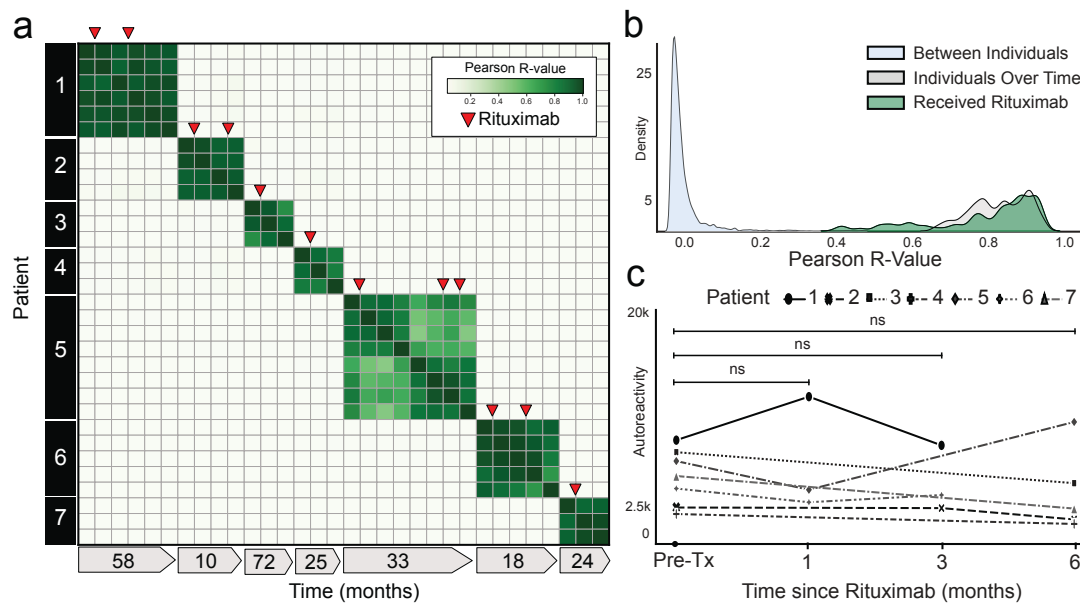 a
Pearson R-value
0.2 0.4 0.6 0.8 1.0
Rituximab
Patient
1
2
3
4
5
6
7
58 10 72 25 33 18 24
Time (months)
b
Between Individuals
Individuals Over Time
Received Rituximab
Density
25
5
0.0 0.2 0.4 0.6 0.8 1.0
Pearson R-Value
c
Patient 1 2 3 4 5 6 7
20k
ns
ns
ns
Autoreactivity
2.5k
0
Pre-Tx 1 3 6
Time since Rituximab (months)